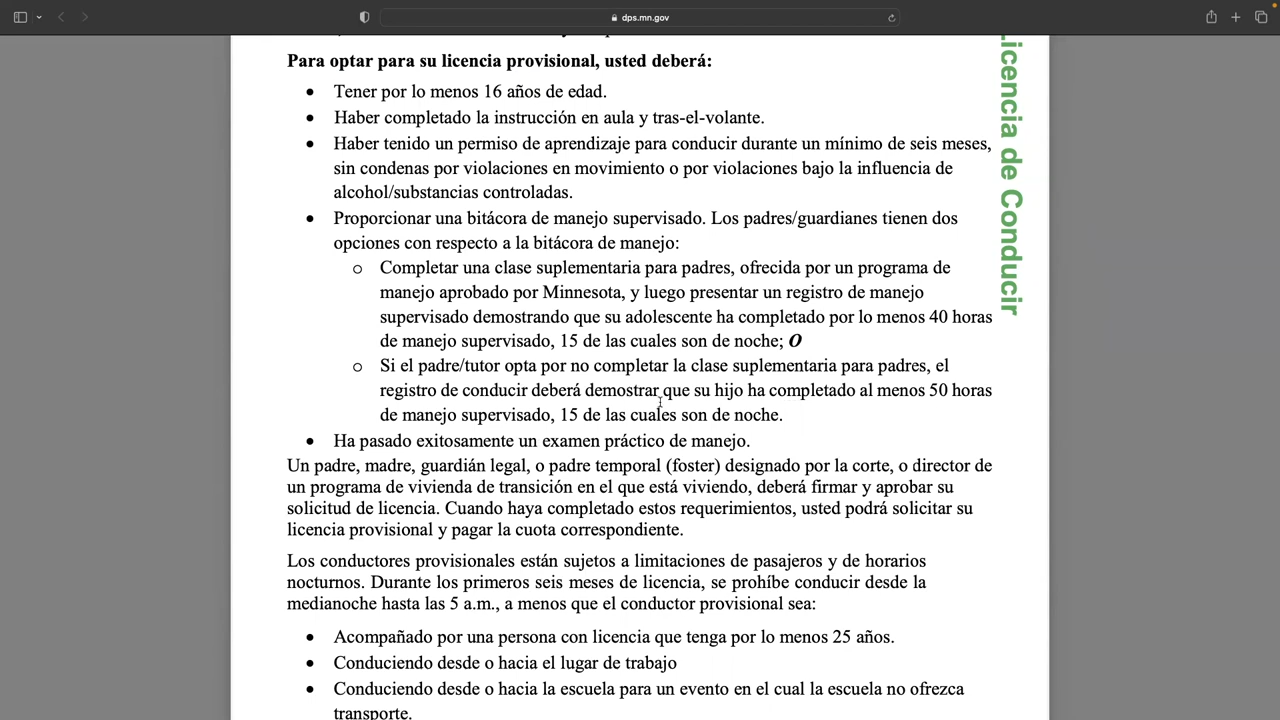 dps.mn.gov
Para optar para su licencia provisional, usted deberá:
• Tener por lo menos 16 años de edad.
• Haber completado la instrucción en aula y tras-el-volante.
• Haber tenido un permiso de aprendizaje para conducir durante un mínimo de seis meses,
sin condenas por violaciones en movimiento o por violaciones bajo la influencia de
alcohol/substancias controladas.
• Proporcionar una bitácora de manejo supervisado. Los padres/guardianes tienen dos
opciones con respecto a la bitácora de manejo:
o Completar una clase suplementaria para padres, ofrecida por un programa de
manejo aprobado por Minnesota, y luego presentar un registro de manejo
supervisado demostrando que su adolescente ha completado por lo menos 40 horas
de manejo supervisado, 15 de las cuales son de noche; O
o Si el padre/tutor opta por no completar la clase suplementaria para padres, el
registro de conducir deberá demostrar que su hijo ha completado al menos 50 horas
de manejo supervisado, 15 de las cuales son de noche.
• Ha pasado exitosamente un examen práctico de manejo.
Un padre, madre, guardián legal, o padre temporal (foster) designado por la corte, o director de
un programa de vivienda de transición en el que está viviendo, deberá firmar y aprobar su
solicitud de licencia. Cuando haya completado estos requerimientos, usted podrá solicitar su
licencia provisional y pagar la cuota correspondiente.
Los conductores provisionales están sujetos a limitaciones de pasajeros y de horarios
nocturnos. Durante los primeros seis meses de licencia, se prohíbe conducir desde la
medianoche hasta las 5 a.m., a menos que el conductor provisional sea:
• Acompañado por una persona con licencia que tenga por lo menos 25 años.
• Conduciendo desde o hacia el lugar de trabajo
• Conduciendo desde o hacia la escuela para un evento en el cual la escuela no ofrezca
transporte.
Licencia de Conducir